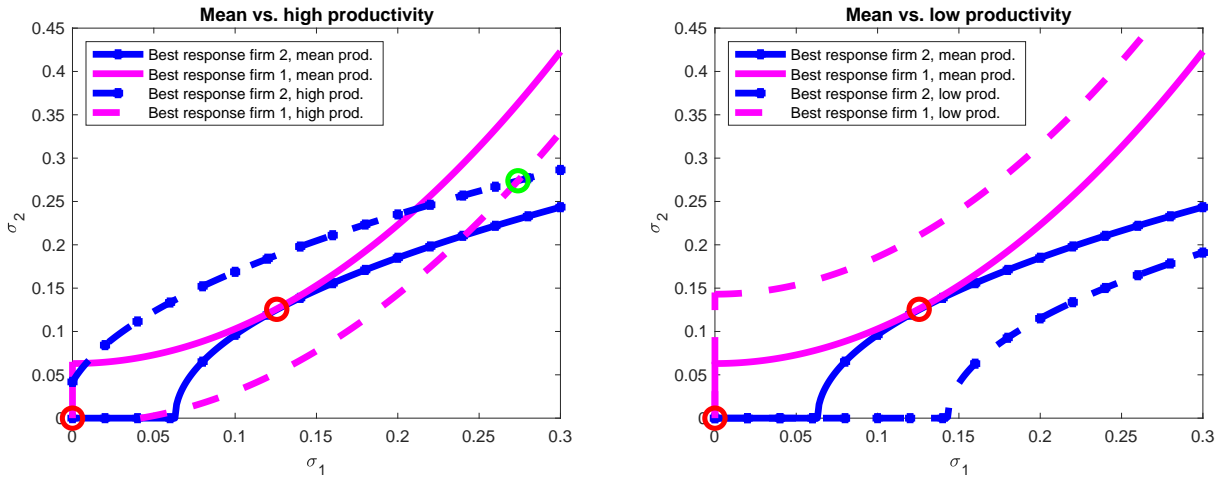 Mean vs. high productivity
Best response firm 2, mean prod.
Best response firm 1, mean prod.
Best response firm 2, high prod.
Best response firm 1, high prod.
0.45
0.4
0.35
0.3
0.25
0.2
0.15
0.1
0.05
0
σ2
0 0.05 0.1 0.15 0.2 0.25 0.3
σ1
Mean vs. low productivity
Best response firm 2, mean prod.
Best response firm 1, mean prod.
Best response firm 2, low prod.
Best response firm 1, low prod.
0.45
0.4
0.35
0.3
0.25
0.2
0.15
0.1
0.05
0
σ2
0 0.05 0.1 0.15 0.2 0.25 0.3
σ1